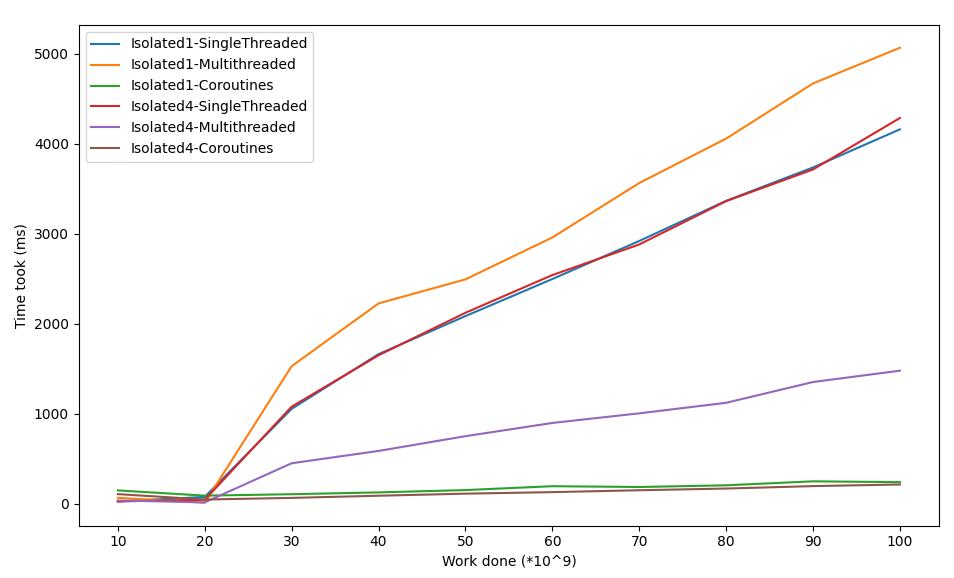 Isolated1-SingleThreaded
Isolated1-Multithreaded
Isolated1-Coroutines
Isolated4-SingleThreaded
Isolated4-Multithreaded
Isolated4-Coroutines
Time took (ms)
5000
4000
3000
2000
1000
0
10 20 30 40 50 60 70 80 90 100
Work done (*10^9)